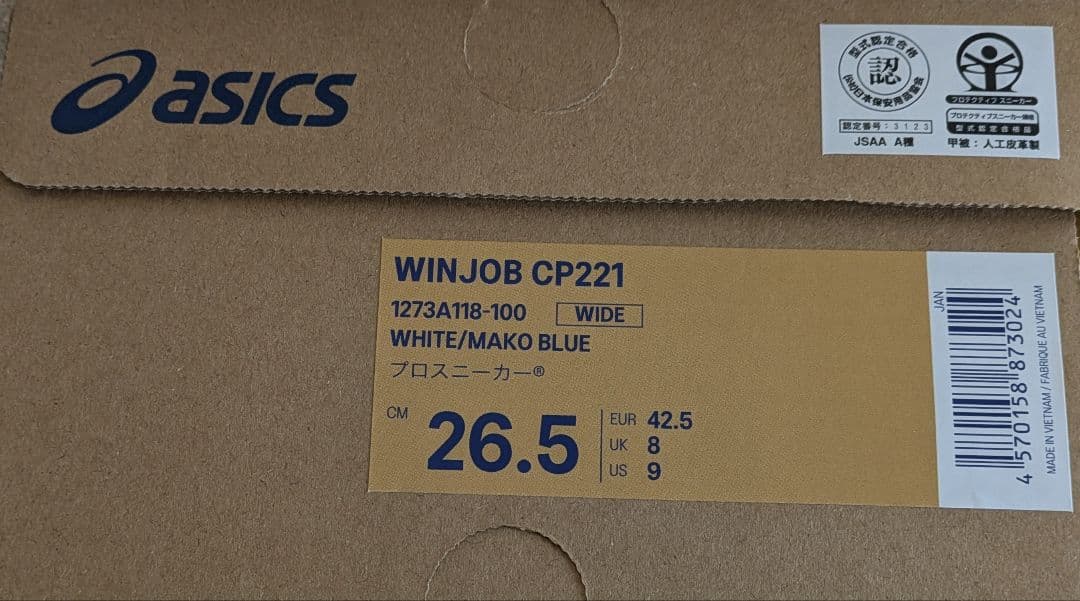 asics
型式認定合格
認
(公社)日本保安用品協会
認定番号：3123
JSAA A種
プロテクティブ スニーカー
プロテクティブスニーカー規格
型式認定合格品
甲被：人工皮革製
WINJOB CP221
1273A118-100 WIDE
WHITE/MAKO BLUE
プロスニーカー®
CM 26.5
EUR 42.5
UK 8
US 9
JAN
4 570158 873024
MADE IN VIETNAM / FABRIQUE AU VIETNAM